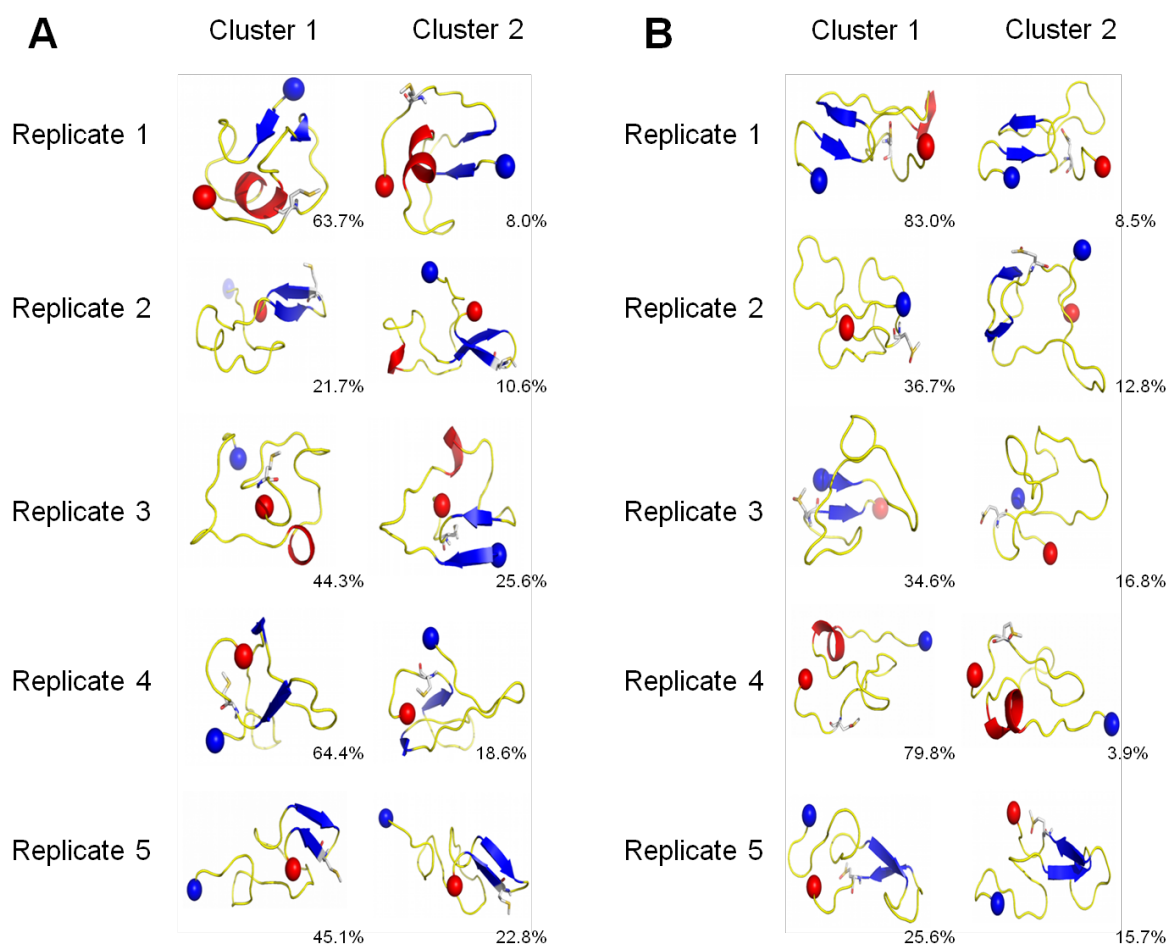 A Cluster 1 Cluster 2 B Cluster 1 Cluster 2
Replicate 1 Replicate 1
63.7% 8.0% 83.0% 8.5%
Replicate 2 Replicate 2
21.7% 10.6% 36.7% 12.8%
Replicate 3 Replicate 3
44.3% 25.6% 34.6% 16.8%
Replicate 4 Replicate 4
64.4% 18.6% 79.8% 3.9%
Replicate 5 Replicate 5
45.1% 22.8% 25.6% 15.7%